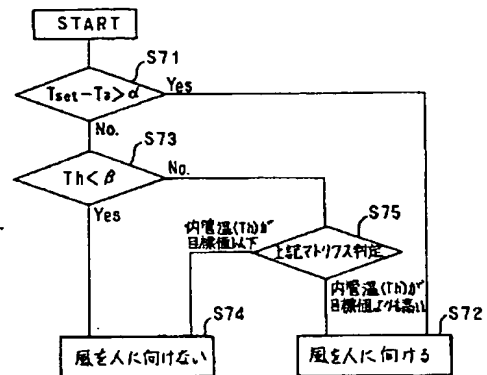 START
S71
Tset-Ta>α
Yes
No.
S73
Th<β
No.
Yes
S75
内管温(Th)が
目標値以下
上記マトリクス判定
内管温(Th)が
目標値よりも高い
S74
S72
風を人に向けない
風を人に向ける